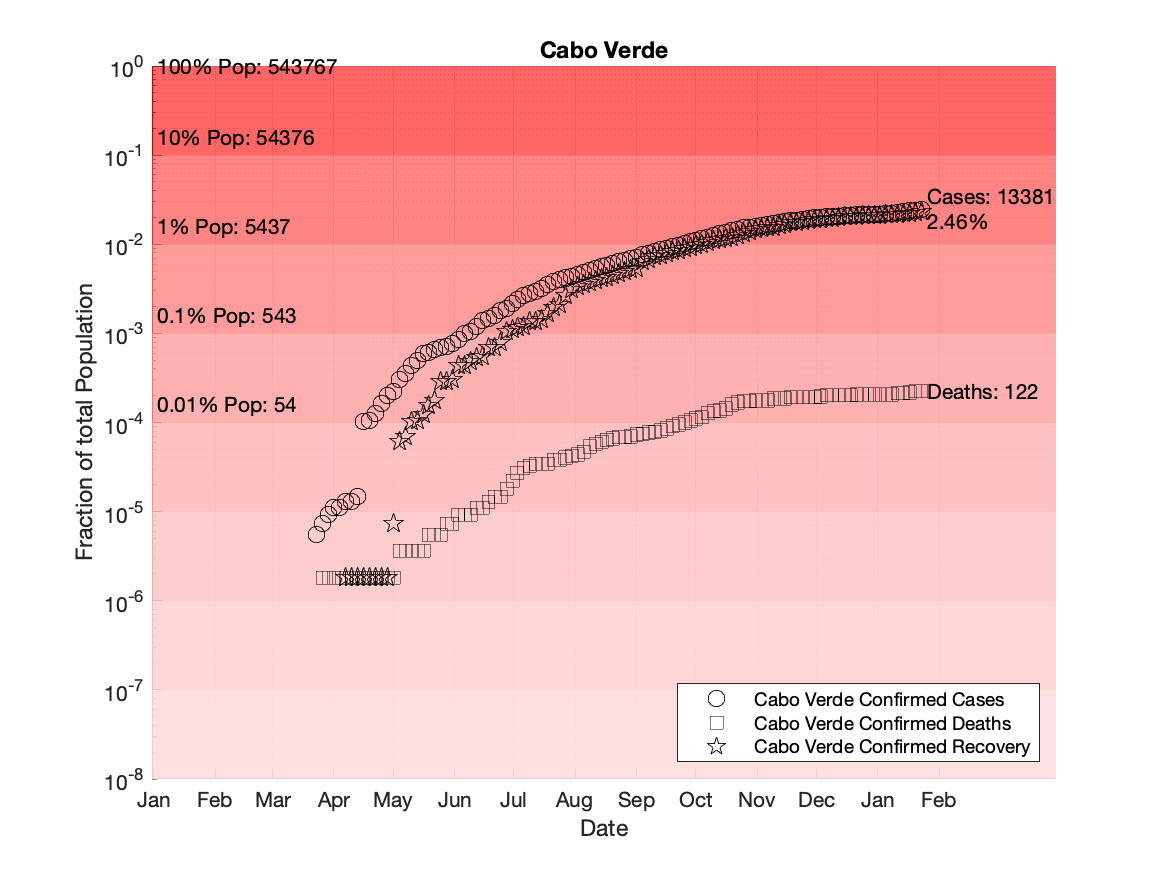 Cabo Verde
10^0
10^-1
10^-2
10^-3
10^-4
10^-5
10^-6
10^-7
10^-8
Fraction of total Population
100% Pop: 543767
10% Pop: 54376
1% Pop: 5437
0.1% Pop: 543
0.01% Pop: 54
Cases: 13381
2.46%
Deaths: 122
Cabo Verde Confirmed Cases
Cabo Verde Confirmed Deaths
Cabo Verde Confirmed Recovery
Jan Feb Mar Apr May Jun Jul Aug Sep Oct Nov Dec Jan Feb
Date